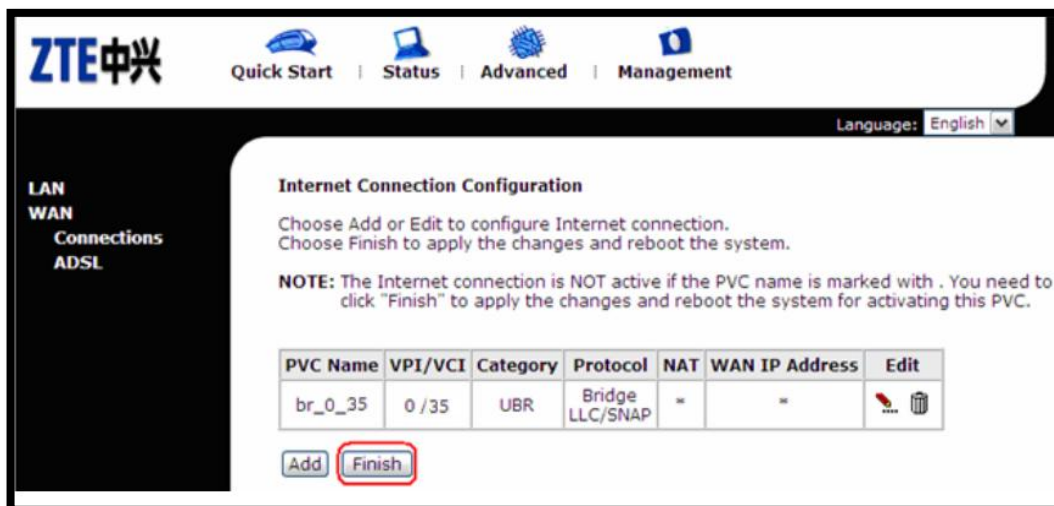 ZTE中兴
Quick Start | Status | Advanced | Management
Language: English
LAN
WAN
Connections
ADSL
Internet Connection Configuration
Choose Add or Edit to configure Internet connection.
Choose Finish to apply the changes and reboot the system.
NOTE: The Internet connection is NOT active if the PVC name is marked with . You need to
click "Finish" to apply the changes and reboot the system for activating this PVC.
PVC Name VPI/VCI Category Protocol NAT WAN IP Address Edit
br_0_35 0 /35 UBR Bridge
LLC/SNAP
Add Finish